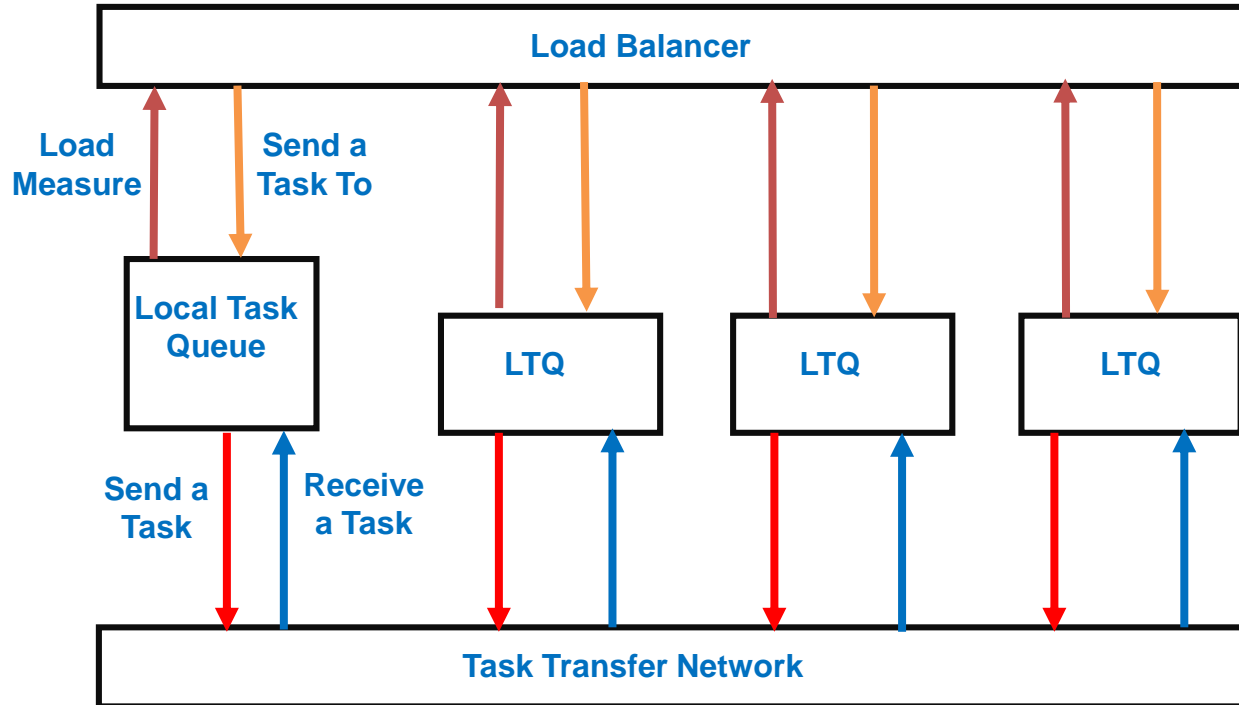 Load Balancer
Load
Measure
Send a
Task To
Local Task
Queue
LTQ
LTQ
LTQ
Send a
Task
Receive
a Task
Task Transfer Network